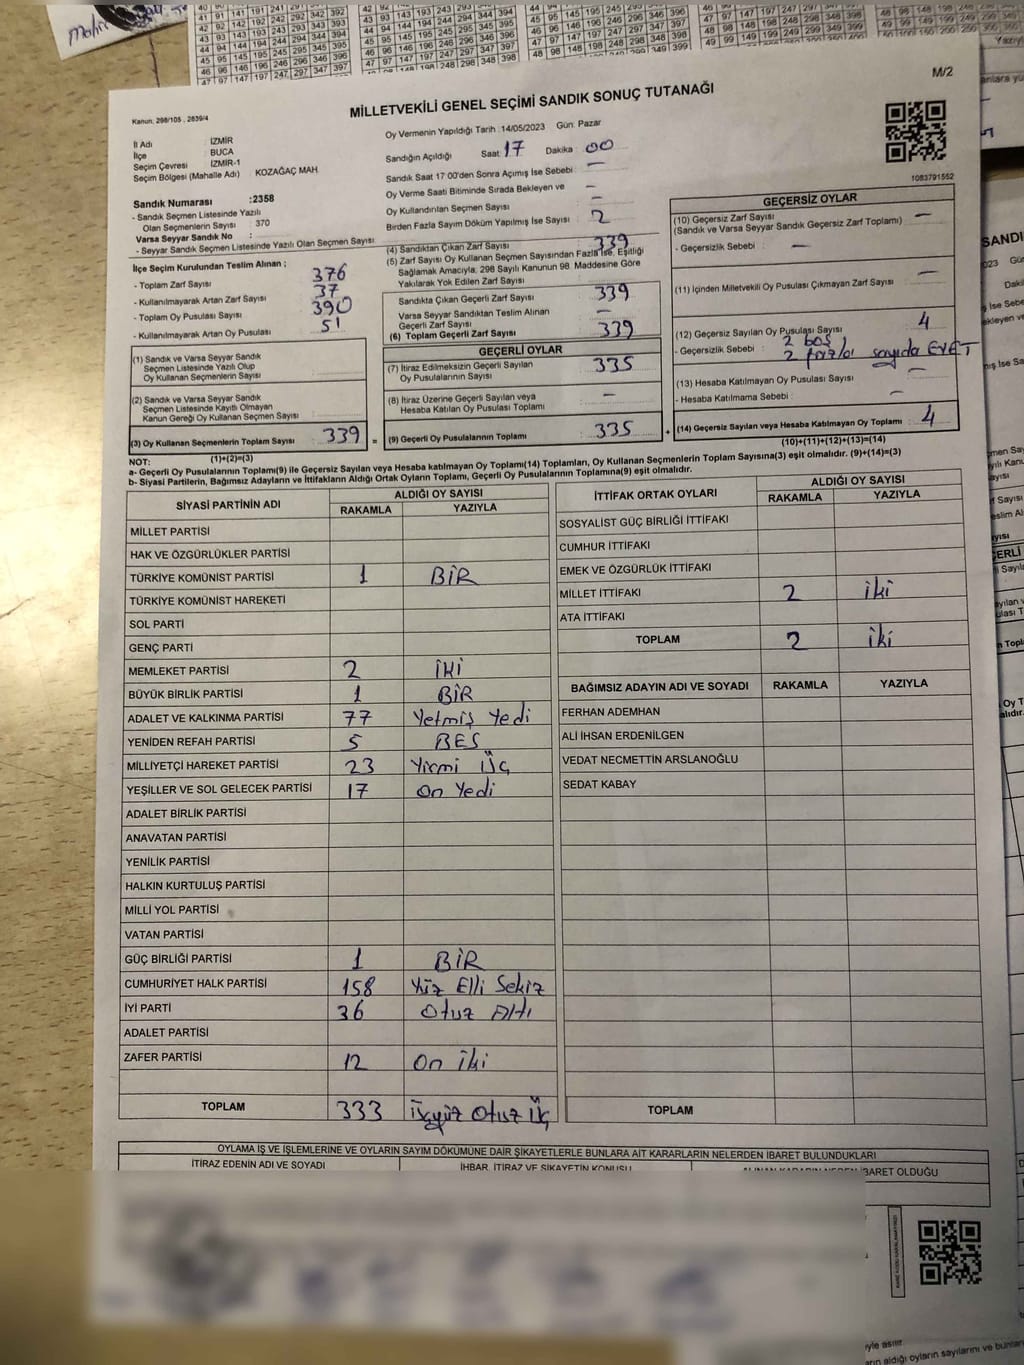 M/2
MİLLETVEKİLİ GENEL SEÇİMİ SANDIK SONUÇ TUTANAĞI
Kanun: 298/105 , 2839/4
İl Adı : İZMİR
İlçe : BUCA
Seçim Çevresi : İZMİR-1
Seçim Bölgesi (Mahalle Adı) : KOZAĞAÇ MAH
Sandık Numarası :2358
- Sandık Seçmen Listesinde Yazılı
Olan Seçmenlerin Sayısı : 370
Varsa Seyyar Sandık No :
- Seyyar Sandık Seçmen Listesinde Yazılı Olan Seçmen Sayısı:
İlçe Seçim Kurulundan Teslim Alınan ;
- Toplam Zarf Sayısı : 376
- Kullanılmayarak Artan Zarf Sayısı : 37
- Toplam Oy Pusulası Sayısı : 390
- Kullanılmayarak Artan Oy Pusulası : 51
(1) Sandık ve Varsa Seyyar Sandık
Seçmen Listesinde Yazılı Olup
Oy Kullanan Seçmenlerin Sayısı :
(2) Sandık ve Varsa Seyyar Sandık
Seçmen Listesinde Kayıtlı Olmayan
Kanun Gereği Oy Kullanan Seçmen Sayısı :
(3) Oy Kullanan Seçmenlerin Toplam Sayısı : 339
(1)+(2)=(3)
Oy Vermenin Yapıldığı Tarih :14/05/2023 Gün: Pazar
Sandığın Açıldığı Saat: 17 Dakika : 00
Sandık Saat 17 00'den Sonra Açılmış İse Sebebi : —
Oy Verme Saati Bitiminde Sırada Bekleyen ve
Oy Kullandırılan Seçmen Sayısı : —
Birden Fazla Sayım Döküm Yapılmış İse Sayısı : 2
(4) Sandıktan Çıkan Zarf Sayısı : 339
(5) Zarf Sayısı Oy Kullanan Seçmen Sayısından Fazla İse, Eşitliği
Sağlamak Amacıyla, 298 Sayılı Kanunun 98. Maddesine Göre
Yakılarak Yok Edilen Zarf Sayısı :
Sandıkta Çıkan Geçerli Zarf Sayısı : 339
Varsa Seyyar Sandıktan Teslim Alınan
Geçerli Zarf Sayısı : —
(6) Toplam Geçerli Zarf Sayısı : 339
GEÇERLİ OYLAR
(7) İtiraz Edilmeksizin Geçerli Sayılan
Oy Pusulalarının Sayısı : 335
(8) İtiraz Üzerine Geçerli Sayılan veya
Hesaba Katılan Oy Pusulası Toplamı : —
= (9) Geçerli Oy Pusulalarının Toplamı : 335
1083791552
GEÇERSİZ OYLAR
(10) Geçersiz Zarf Sayısı : —
(Sandık ve Varsa Seyyar Sandık Geçersiz Zarf Toplamı)
- Geçersizlik Sebebi : —
(11) İçinden Milletvekili Oy Pusulası Çıkmayan Zarf Sayısı : —
(12) Geçersiz Sayılan Oy Pusulası Sayısı : 4
- Geçersizlik Sebebi : 2 boş
2 fazla sayıda EVET
(13) Hesaba Katılmayan Oy Pusulası Sayısı : —
- Hesaba Katılmama Sebebi : —
+ (14) Geçersiz Sayılan veya Hesaba Katılmayan Oy Toplamı : 4
(10)+(11)+(12)+(13)=(14)
NOT:
a- Geçerli Oy Pusulalarının Toplamı(9) ile Geçersiz Sayılan veya Hesaba katılmayan Oy Toplamı(14) Toplamları, Oy Kullanan Seçmenlerin Toplam Sayısına(3) eşit olmalıdır. (9)+(14)=(3)
b- Siyasi Partilerin, Bağımsız Adayların ve İttifakların Aldığı Ortak Oyların Toplamı, Geçerli Oy Pusulalarının Toplamına(9) eşit olmalıdır.
SİYASİ PARTİNİN ADI ALDIĞI OY SAYISI
RAKAMLA YAZIYLA
MİLLET PARTİSİ
HAK VE ÖZGÜRLÜKLER PARTİSİ
TÜRKİYE KOMÜNİST PARTİSİ 1 BİR
TÜRKİYE KOMÜNİST HAREKETİ
SOL PARTİ
GENÇ PARTİ
MEMLEKET PARTİSİ 2 İKİ
BÜYÜK BİRLİK PARTİSİ 1 BİR
ADALET VE KALKINMA PARTİSİ 77 Yetmiş Yedi
YENİDEN REFAH PARTİSİ 5 BEŞ
MİLLİYETÇİ HAREKET PARTİSİ 23 Yirmi Üç
YEŞİLLER VE SOL GELECEK PARTİSİ 17 On Yedi
ADALET BİRLİK PARTİSİ
ANAVATAN PARTİSİ
YENİLİK PARTİSİ
HALKIN KURTULUŞ PARTİSİ
MİLLİ YOL PARTİSİ
VATAN PARTİSİ
GÜÇ BİRLİĞİ PARTİSİ 1 BİR
CUMHURİYET HALK PARTİSİ 158 Yüz Elli Sekiz
İYİ PARTİ 36 Otuz Altı
ADALET PARTİSİ
ZAFER PARTİSİ 12 On iki
TOPLAM 333 Üçyüz Otuz Üç
İTTİFAK ORTAK OYLARI ALDIĞI OY SAYISI
RAKAMLA YAZIYLA
SOSYALİST GÜÇ BİRLİĞİ İTTİFAKI
CUMHUR İTTİFAKI
EMEK VE ÖZGÜRLÜK İTTİFAKI
MİLLET İTTİFAKI 2 iki
ATA İTTİFAKI
TOPLAM 2 iki
BAĞIMSIZ ADAYIN ADI VE SOYADI RAKAMLA YAZIYLA
FERHAN ADEMHAN
ALİ İHSAN ERDENİLGEN
VEDAT NECMETTİN ARSLANOĞLU
SEDAT KABAY
TOPLAM
OYLAMA İŞ VE İŞLEMLERİNE VE OYLARIN SAYIM DÖKÜMÜNE DAİR ŞİKAYETLERLE BUNLARA AİT KARARLARIN NELERDEN İBARET BULUNDUKLARI
İTİRAZ EDENİN ADI VE SOYADI İHBAR, İTİRAZ VE ŞİKAYETİN KONUSU ALINAN KARARIN NEDEN İBARET OLDUĞU